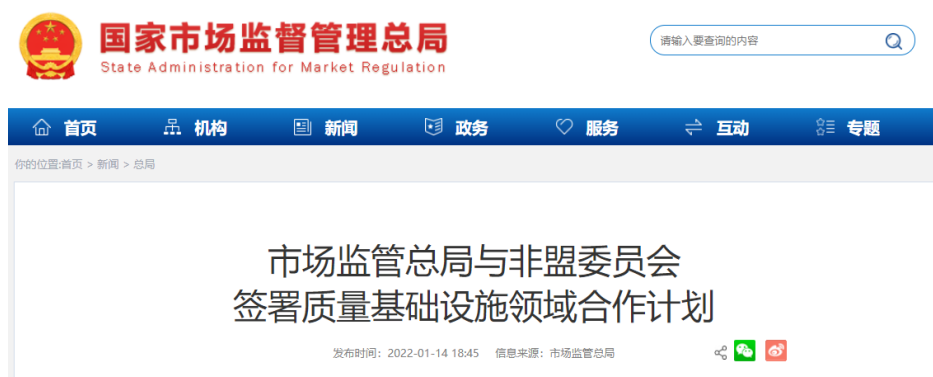 国家市场监督管理总局
State Administration for Market Regulation
请输入要查询的内容
首页 机构 新闻 政务 服务 互动 专题
你的位置:首页 > 新闻 > 总局
市场监管总局与非盟委员会
签署质量基础设施领域合作计划
发布时间：2022-01-14 18:45 信息来源：市场监管总局